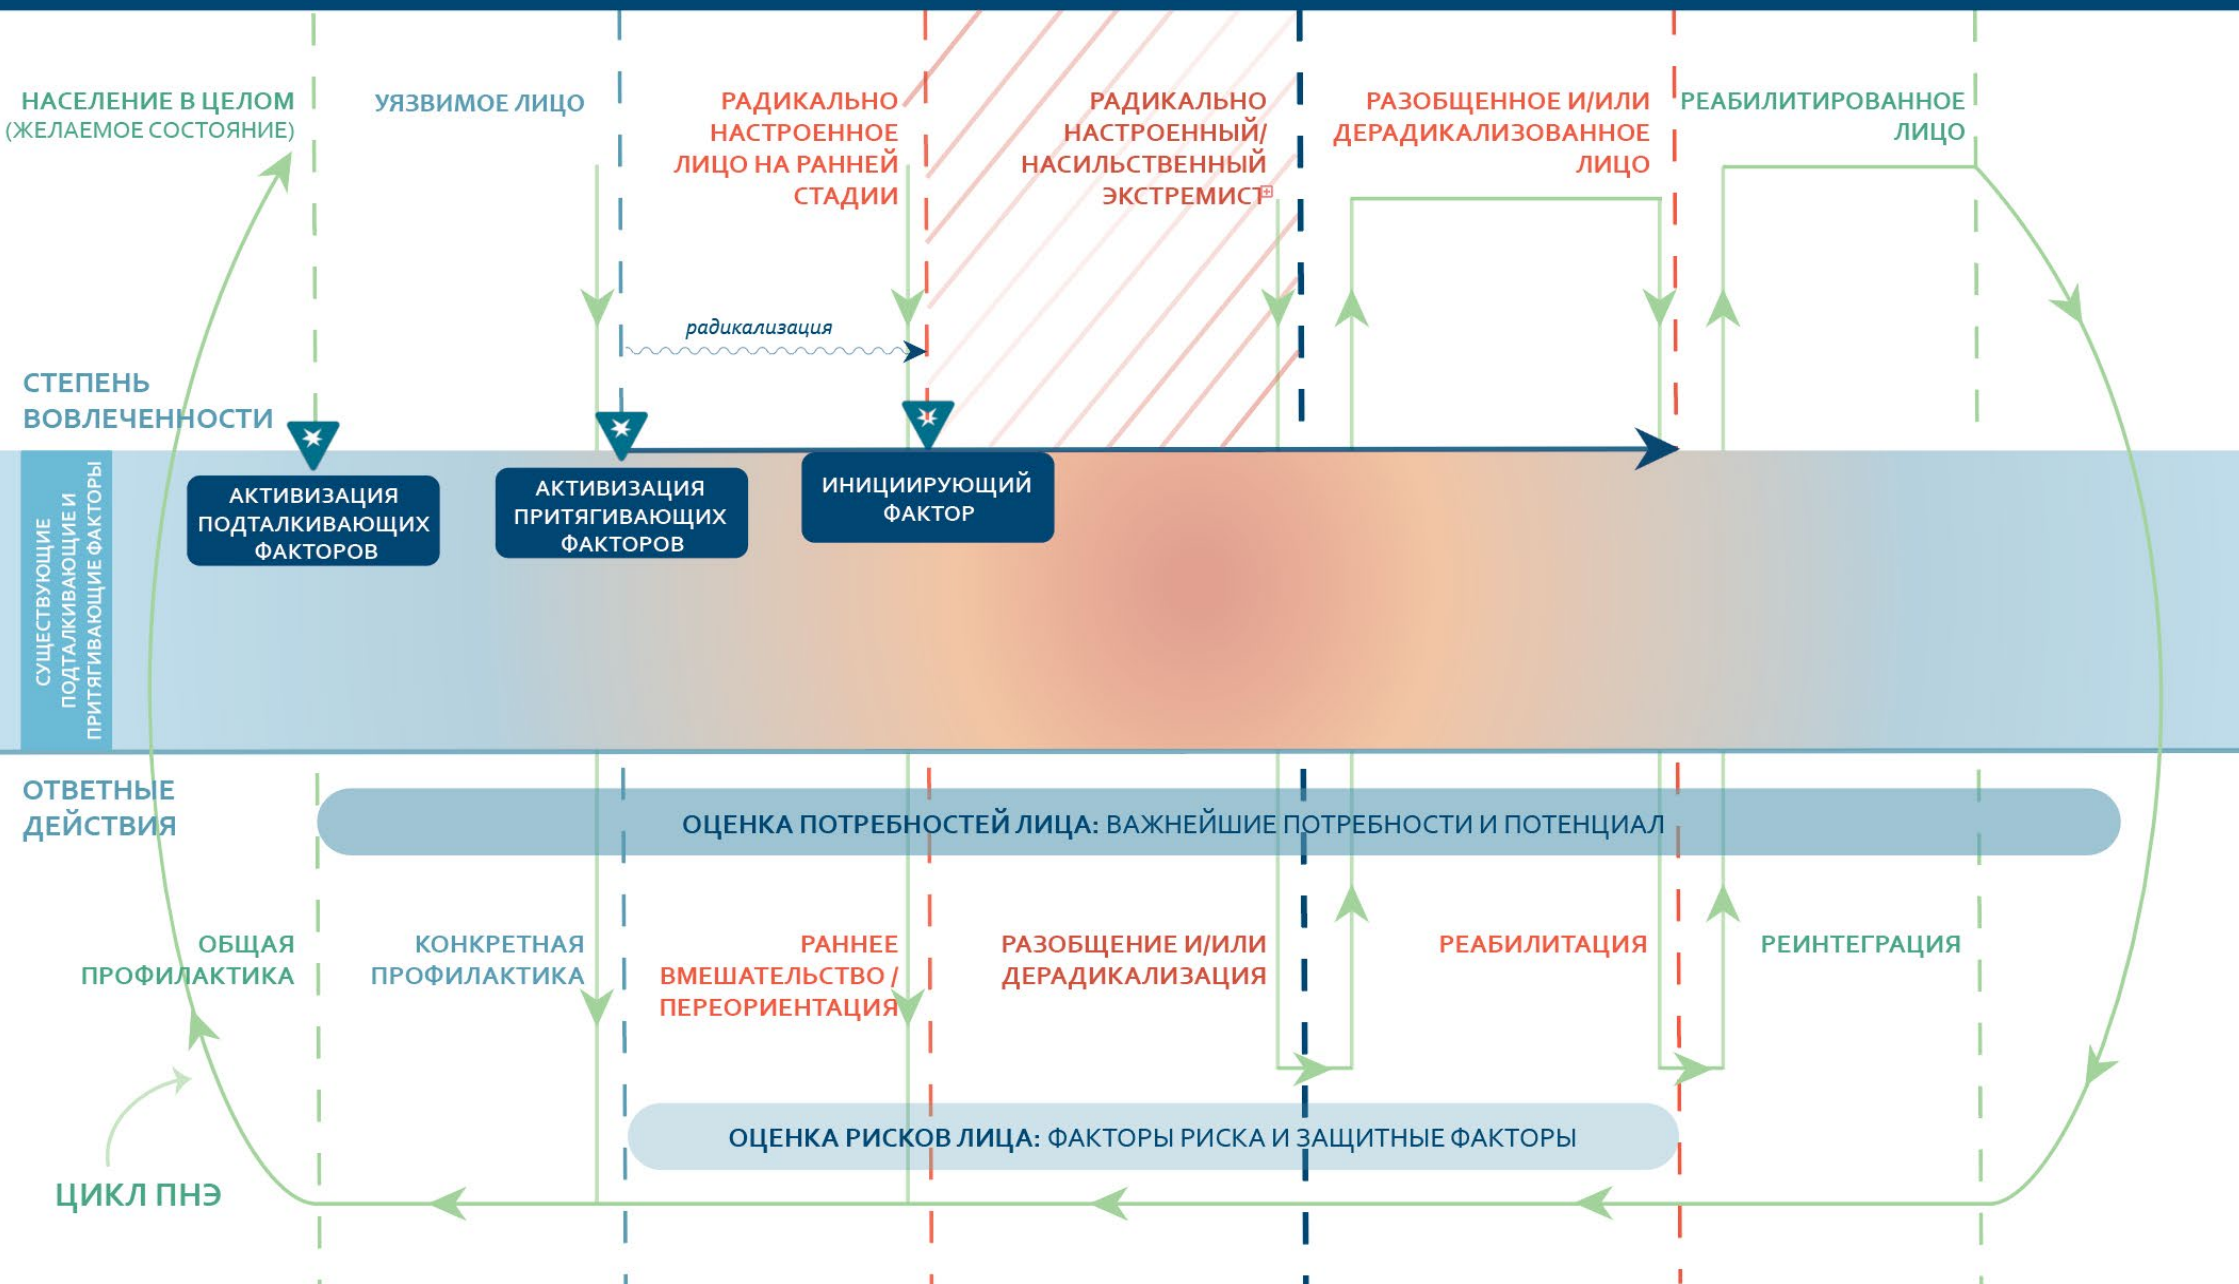 НАСЕЛЕНИЕ В ЦЕЛОМ
(ЖЕЛАЕМОЕ СОСТОЯНИЕ)
УЯЗВИМОЕ ЛИЦО
РАДИКАЛЬНО
НАСТРОЕННОЕ
ЛИЦО НА РАННЕЙ
СТАДИИ
РАДИКАЛЬНО
НАСТРОЕННЫЙ/
НАСИЛЬСТВЕННЫЙ
ЭКСТРЕМИСТ
РАЗОБЩЕННОЕ И/ИЛИ
ДЕРАДИКАЛИЗОВАННОЕ
ЛИЦО
РЕАБИЛИТИРОВАННОЕ
ЛИЦО
радикализация
СТЕПЕНЬ
ВОВЛЕЧЕННОСТИ
АКТИВИЗАЦИЯ
ПОДТАЛКИВАЮЩИХ
ФАКТОРОВ
АКТИВИЗАЦИЯ
ПРИТЯГИВАЮЩИХ
ФАКТОРОВ
ИНИЦИИРУЮЩИЙ
ФАКТОР
СУЩЕСТВУЮЩИЕ
ПОДТАЛКИВАЮЩИЕ И
ПРИТЯГИВАЮЩИЕ ФАКТОРЫ
ОТВЕТНЫЕ
ДЕЙСТВИЯ
ОЦЕНКА ПОТРЕБНОСТЕЙ ЛИЦА: ВАЖНЕЙШИЕ ПОТРЕБНОСТИ И ПОТЕНЦИАЛ
ОБЩАЯ
ПРОФИЛАКТИКА
КОНКРЕТНАЯ
ПРОФИЛАКТИКА
РАННЕЕ
ВМЕШАТЕЛЬСТВО /
ПЕРЕОРИЕНТАЦИЯ
РАЗОБЩЕНИЕ И/ИЛИ
ДЕРАДИКАЛИЗАЦИЯ
РЕАБИЛИТАЦИЯ
РЕИНТЕГРАЦИЯ
ОЦЕНКА РИСКОВ ЛИЦА: ФАКТОРЫ РИСКА И ЗАЩИТНЫЕ ФАКТОРЫ
ЦИКЛ ПНЭ